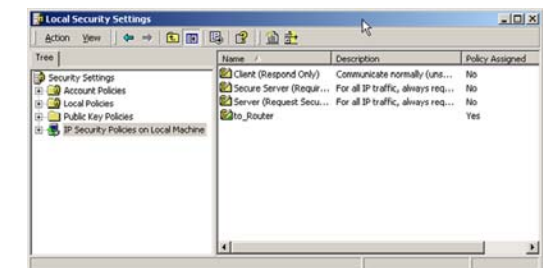 Local Security Settings
Action View
Tree
Name / Description Policy Assigned
Security Settings
Account Policies
Local Policies
Public Key Policies
IP Security Policies on Local Machine
Client (Respond Only) Communicate normally (uns... No
Secure Server (Requir... For all IP traffic, always req... No
Server (Request Secu... For all IP traffic, always req... No
to_Router Yes